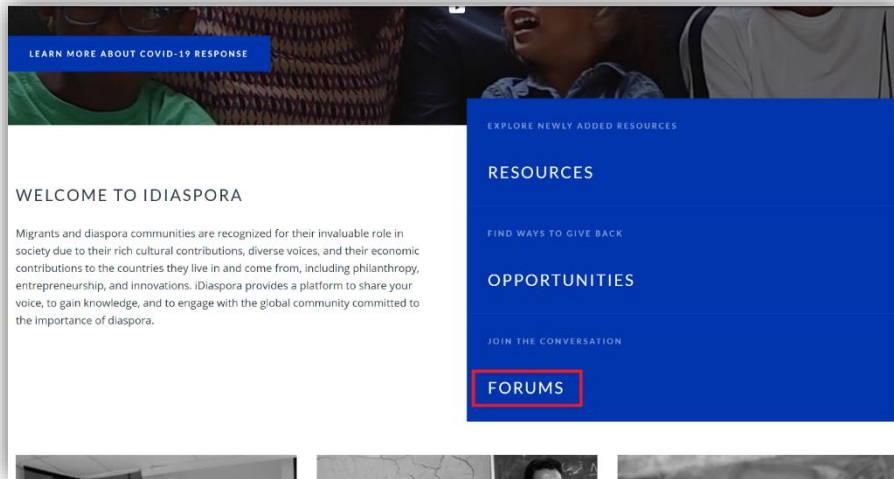 LEARN MORE ABOUT COVID-19 RESPONSE
WELCOME TO IDIASPORA
Migrants and diaspora communities are recognized for their invaluable role in
society due to their rich cultural contributions, diverse voices, and their economic
contributions to the countries they live in and come from, including philanthropy,
entrepreneurship, and innovations. iDiaspora provides a platform to share your
voice, to gain knowledge, and to engage with the global community committed to
the importance of diaspora.
EXPLORE NEWLY ADDED RESOURCES
RESOURCES
FIND WAYS TO GIVE BACK
OPPORTUNITIES
JOIN THE CONVERSATION
FORUMS